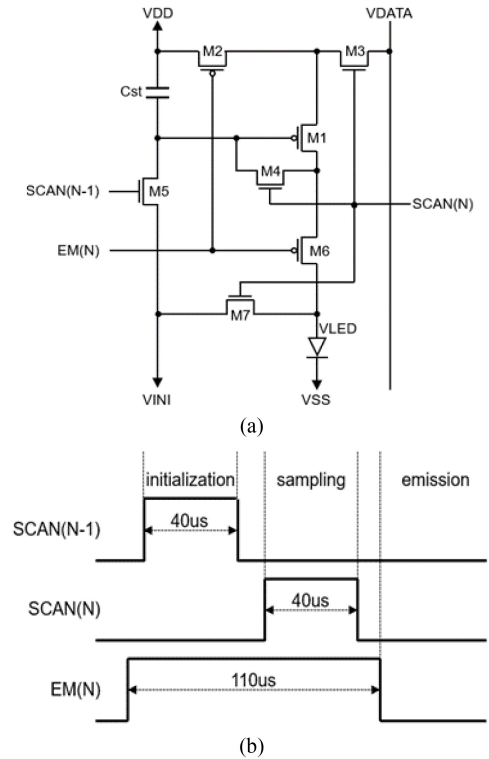 VDD
VDATA
M2
M3
Cst
M1
M4
SCAN(N-1)
M5
SCAN(N)
EM(N)
M6
M7
VLED
VINI
VSS
(a)
initialization
sampling
emission
SCAN(N-1)
40us
SCAN(N)
40us
EM(N)
110us
(b)